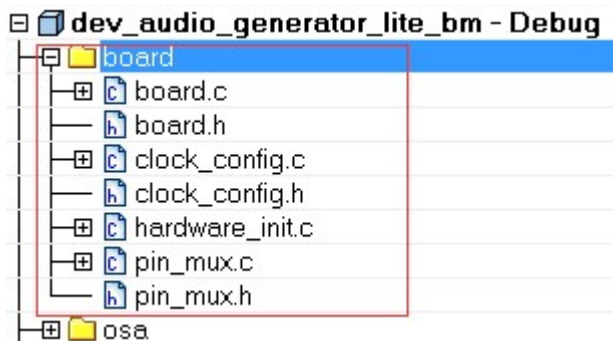 dev_audio_generator_lite_bm - Debug
board
board.c
board.h
clock_config.c
clock_config.h
hardware_init.c
pin_mux.c
pin_mux.h
osa